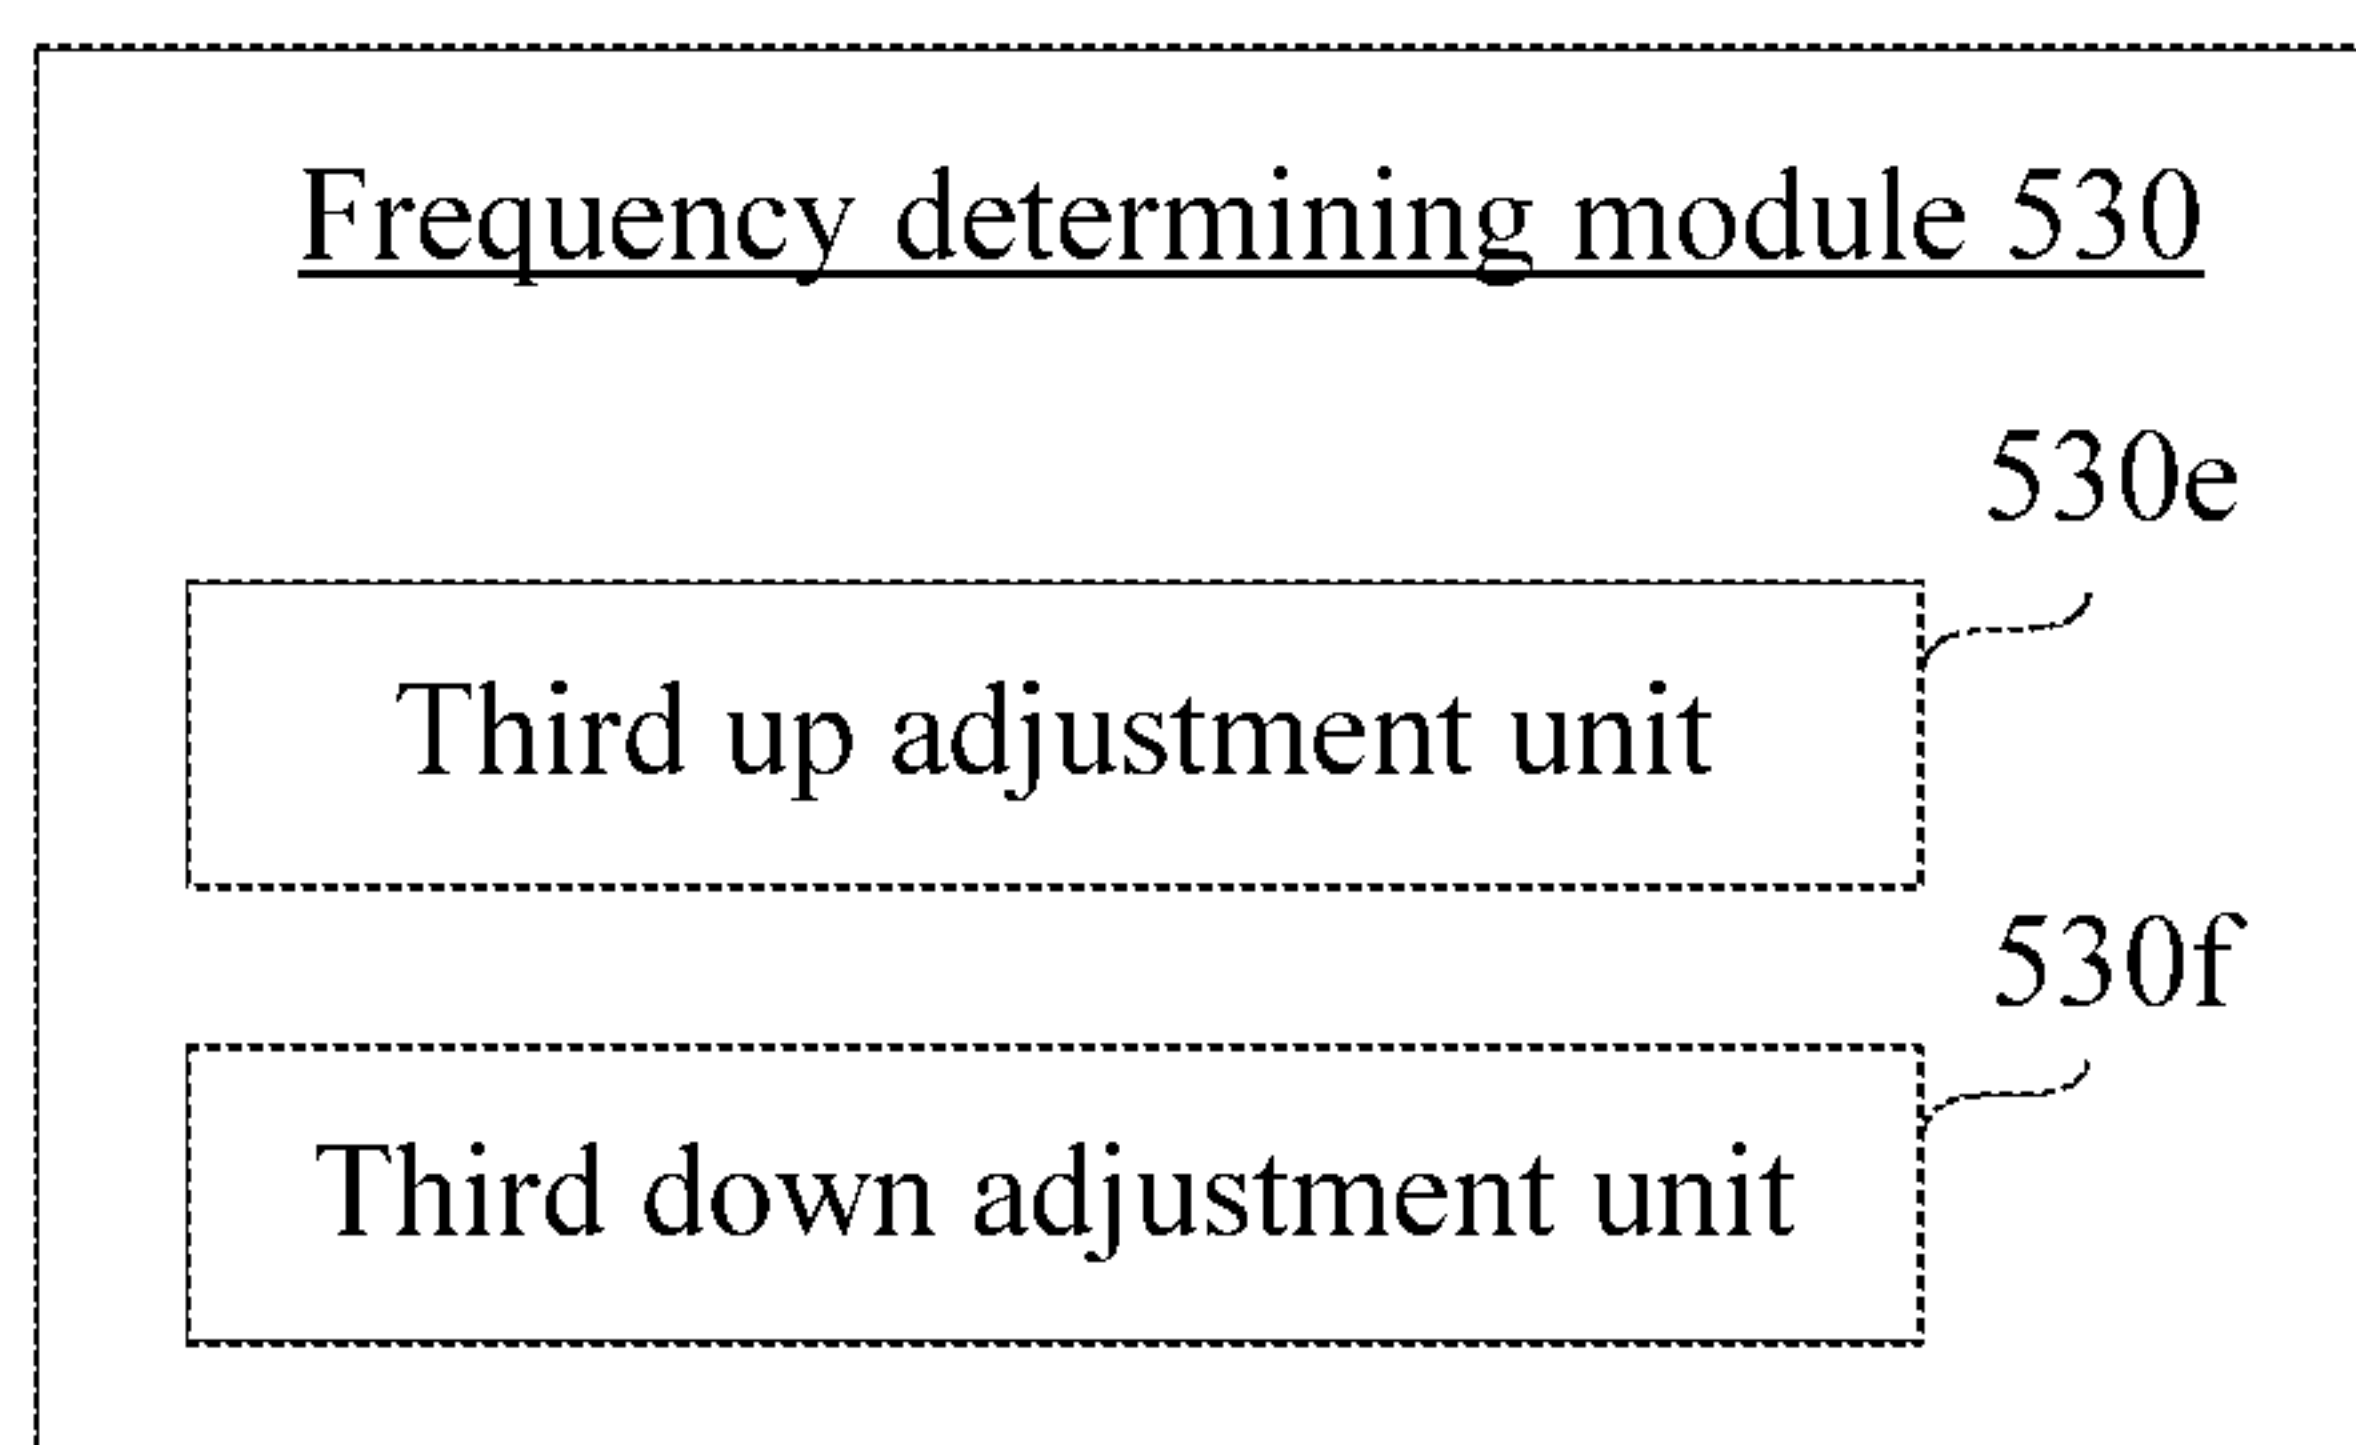 Frequency determining module 530
530e
Third up adjustment unit
530f
Third down adjustment unit